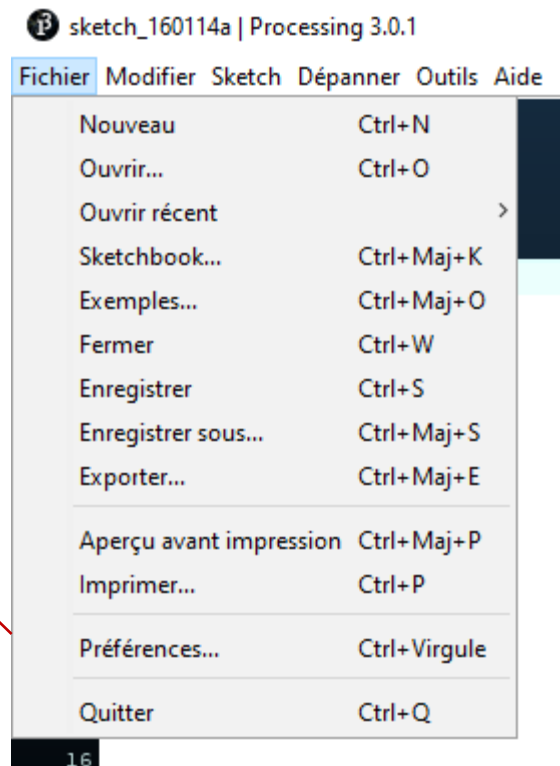 sketch_160114a | Processing 3.0.1
Fichier Modifier Sketch Dépanner Outils Aide
Nouveau Ctrl+N
Ouvrir... Ctrl+O
Ouvrir récent
Sketchbook... Ctrl+Maj+K
Exemples... Ctrl+Maj+O
Fermer Ctrl+W
Enregistrer Ctrl+S
Enregistrer sous... Ctrl+Maj+S
Exporter... Ctrl+Maj+E
Aperçu avant impression Ctrl+Maj+P
Imprimer... Ctrl+P
Préférences... Ctrl+Virgule
Quitter Ctrl+Q
16